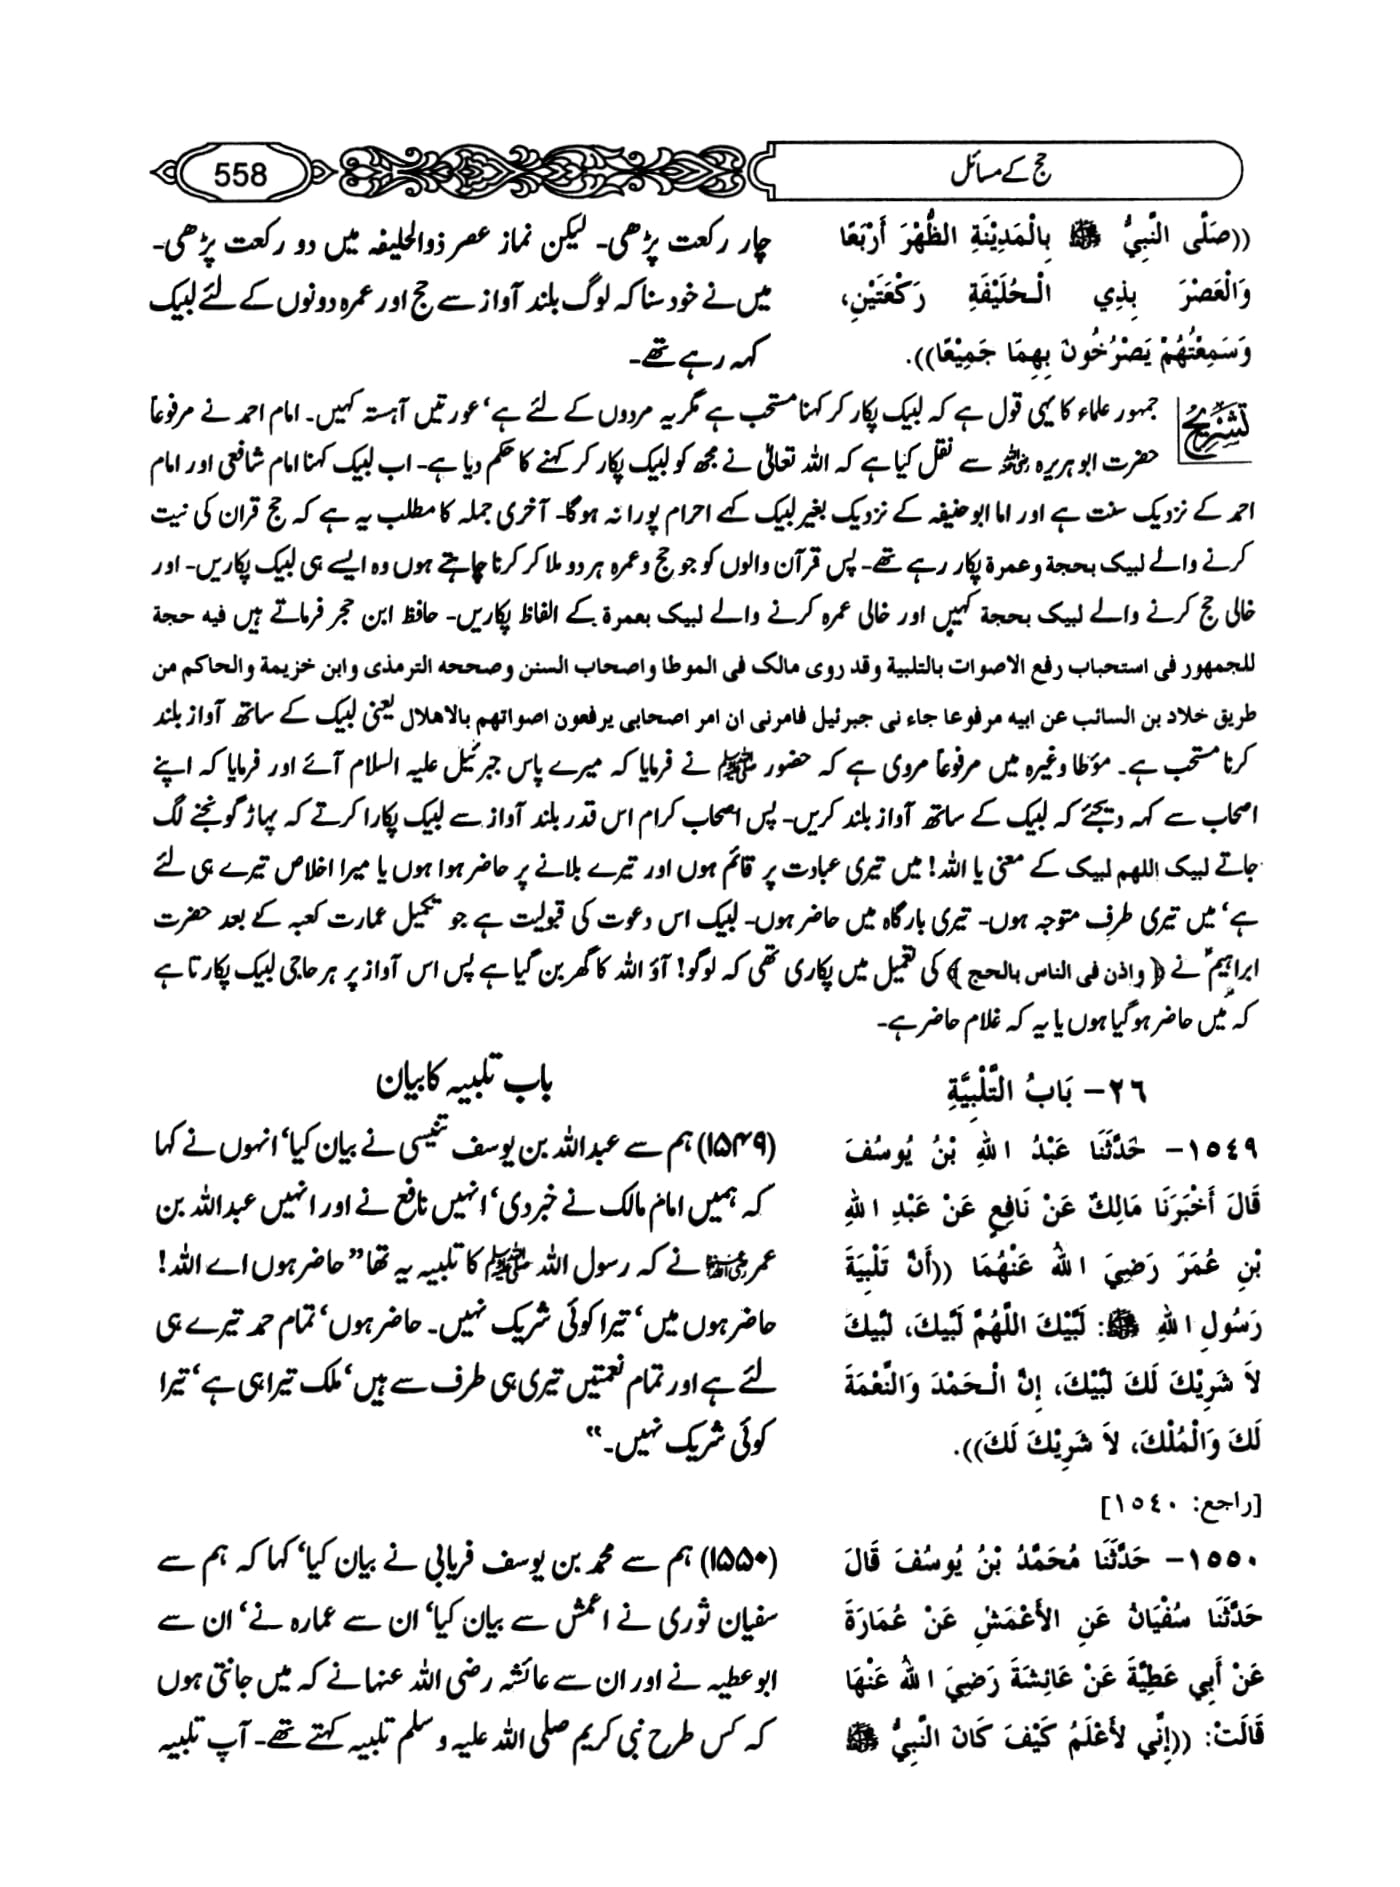 حج کے مسائل
558
((صَلَّى النَّبِيُّ ﷺ بِالْمَدِيْنَةِ الظُّهْرَ أَرْبَعًا
وَالْعَصْرَ بِذِي الْحُلَيْفَةِ رَكْعَتَيْنِ،
وَسَمِعْتُهُمْ يَصْرُخُونَ بِهِمَا جَمِيْعًا)).
چار رکعت پڑھی۔ لیکن نماز عصر ذوالحلیفہ میں دو رکعت پڑھی۔
میں نے خود سنا کہ لوگ بلند آواز سے حج اور عمرہ دونوں کے لئے لبیک
کہہ رہے تھے۔
تشریح
جمہور علماء کا یہی قول ہے کہ لبیک پکار کر کہنا مستحب ہے مگر یہ مردوں کے لئے ہے‘ عورتیں آہستہ کہیں۔ امام احمد نے مرفوعاً
حضرت ابو ہریرہ رضی اللہ عنہ سے نقل کیا ہے کہ اللہ تعالیٰ نے مجھ کو لبیک پکار کر کہنے کا حکم دیا ہے۔ اب لبیک کہنا امام شافعی اور امام
احمد کے نزدیک سنت ہے اور اما ابوحنیفہ کے نزدیک بغیر لبیک کہے احرام پورا نہ ہوگا۔ آخری جملہ کا مطلب یہ ہے کہ حج قران کی نیت
کرنے والے لبیک بحجة وعمرة پکار رہے تھے۔ پس قرآن والوں کو جو حج و عمرہ ہر دو ملا کر کرنا چاہتے ہوں وہ ایسے ہی لبیک پکاریں۔ اور
خالی حج کرنے والے لبیک بحجة کہیں اور خالی عمرہ کرنے والے لبیک بعمرة کے الفاظ پکاریں۔ حافظ ابن حجر فرماتے ہیں فیه حجة
للجمهور فی استحباب رفع الاصوات بالتلبية وقد روی مالک فی الموطا واصحاب السنن وصححه الترمذی وابن خزيمة والحاکم من
طریق خلاد بن السائب عن ابیه مرفوعا جاء نی جبرئیل فامرنی ان امر اصحابی یرفعون اصواتهم بالاهلال یعنی لبیک کے ساتھ آواز بلند
کرنا مستحب ہے۔ مؤطا وغیرہ میں مرفوعاً مروی ہے کہ حضور ﷺ نے فرمایا کہ میرے پاس جبرئیل علیہ السلام آئے اور فرمایا کہ اپنے
اصحاب سے کہہ دیجئے کہ لبیک کے ساتھ آواز بلند کریں۔ پس اصحاب کرام اس قدر بلند آواز سے لبیک پکارا کرتے کہ پہاڑ گونجنے لگ
جاتے لبیک اللهم لبیک کے معنی یا اللہ! میں تیری عبادت پر قائم ہوں اور تیرے بلانے پر حاضر ہوا ہوں یا میرا اخلاص تیرے ہی لئے
ہے‘ میں تیری طرف متوجہ ہوں۔ تیری بارگاہ میں حاضر ہوں۔ لبیک اس دعوت کی قبولیت ہے جو تکمیل عمارت کعبہ کے بعد حضرت
ابراہیمؑ نے ﴿ واذن فی الناس بالحج ﴾ کی تعمیل میں پکاری تھی کہ لوگو! آؤ اللہ کا گھر بن گیا ہے پس اس آواز پر ہر حاجی لبیک پکارتا ہے
کہ میں حاضر ہوگیا ہوں یا یہ کہ غلام حاضر ہے۔
٢٦- بَابُ التَّلْبِيَّةِ
باب تلبیہ کا بیان
١٥٤٩- حَدَّثَنَا عَبْدُ اللهِ بْنُ يُوسُفَ
قَالَ أَخْبَرَنَا مَالِكٌ عَنْ نَافِعٍ عَنْ عَبْدِ اللهِ
بْنِ عُمَرَ رَضِيَ اللهُ عَنْهُمَا ((أَنَّ تَلْبِيَةَ
رَسُولِ اللهِ ﷺ: لَبَّيْكَ اللَّهُمَّ لَبَّيْكَ، لَبَّيْكَ
لاَ شَرِيْكَ لَكَ لَبَّيْكَ، إِنَّ الْحَمْدَ وَالنِّعْمَةَ
لَكَ وَالْمُلْكَ، لاَ شَرِيْكَ لَكَ)).
[راجع: ١٥٤٠]
(۱۵۴۹) ہم سے عبداللہ بن یوسف تنیسی نے بیان کیا‘ انہوں نے کہا
کہ ہمیں امام مالک نے خبر دی‘ انہیں نافع نے اور انہیں عبداللہ بن
عمر رضی اللہ عنہما نے کہ رسول اللہ ﷺ کا تلبیہ یہ تھا ”حاضر ہوں اے اللہ!
حاضر ہوں میں‘ تیرا کوئی شریک نہیں۔ حاضر ہوں‘ تمام حمد تیرے ہی
لئے ہے اور تمام نعمتیں تیری ہی طرف سے ہیں‘ ملک تیرا ہی ہے‘ تیرا
کوئی شریک نہیں۔“
١٥٥٠- حَدَّثَنَا مُحَمَّدُ بْنُ يُوسُفَ قَالَ
حَدَّثَنَا سُفْيَانُ عَنِ الأَعْمَشِ عَنْ عُمَارَةَ
عَنْ أَبِي عَطِيَّةَ عَنْ عَائِشَةَ رَضِيَ اللهُ عَنْهَا
قَالَتْ: ((إِنِّي لأَعْلَمُ كَيْفَ كَانَ النَّبِيُّ ﷺ
(۱۵۵۰) ہم سے محمد بن یوسف فریابی نے بیان کیا‘ کہا کہ ہم سے
سفیان ثوری نے اعمش سے بیان کیا‘ ان سے عمارہ نے‘ ان سے
ابو عطیہ نے اور ان سے عائشہ رضی اللہ عنہا نے کہ میں جانتی ہوں
کہ کس طرح نبی کریم صلی اللہ علیہ و سلم تلبیہ کہتے تھے۔ آپ تلبیہ